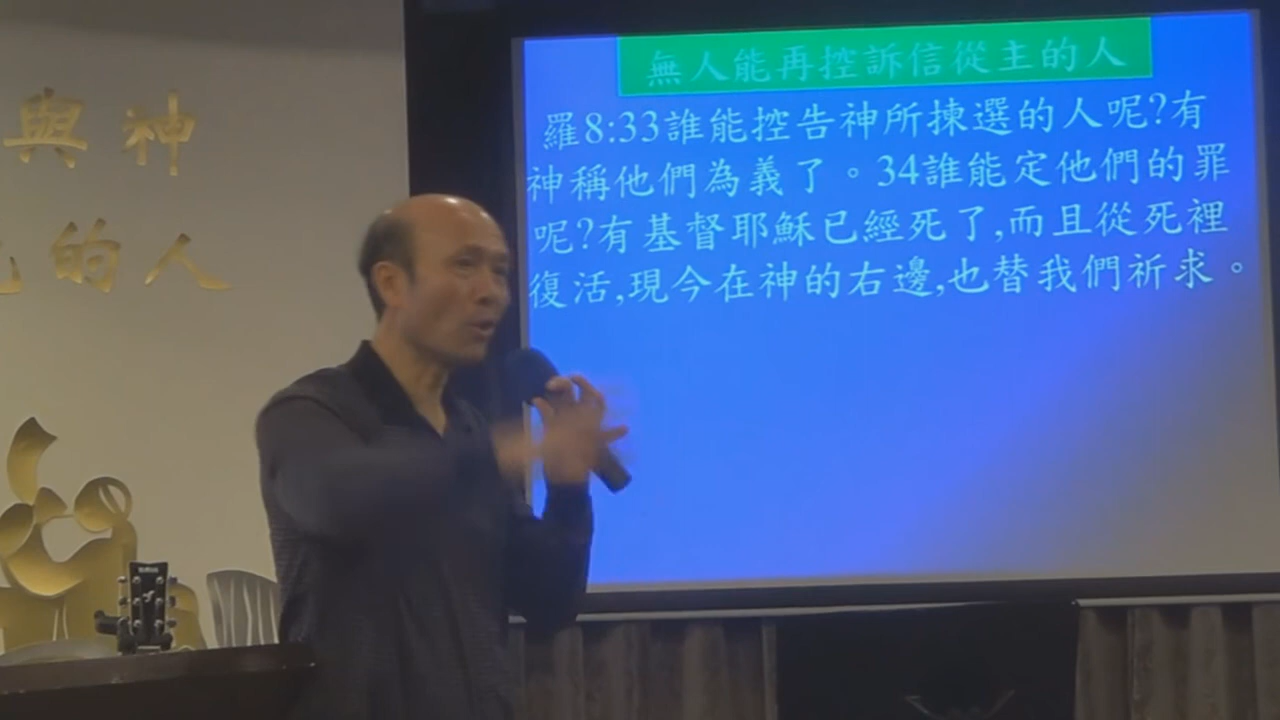 與神
的人
無人能再控訴信從主的人
羅8:33誰能控告神所揀選的人呢?有
神稱他們為義了。34誰能定他們的罪
呢?有基督耶穌已經死了,而且從死裡
復活,現今在神的右邊,也替我們祈求。